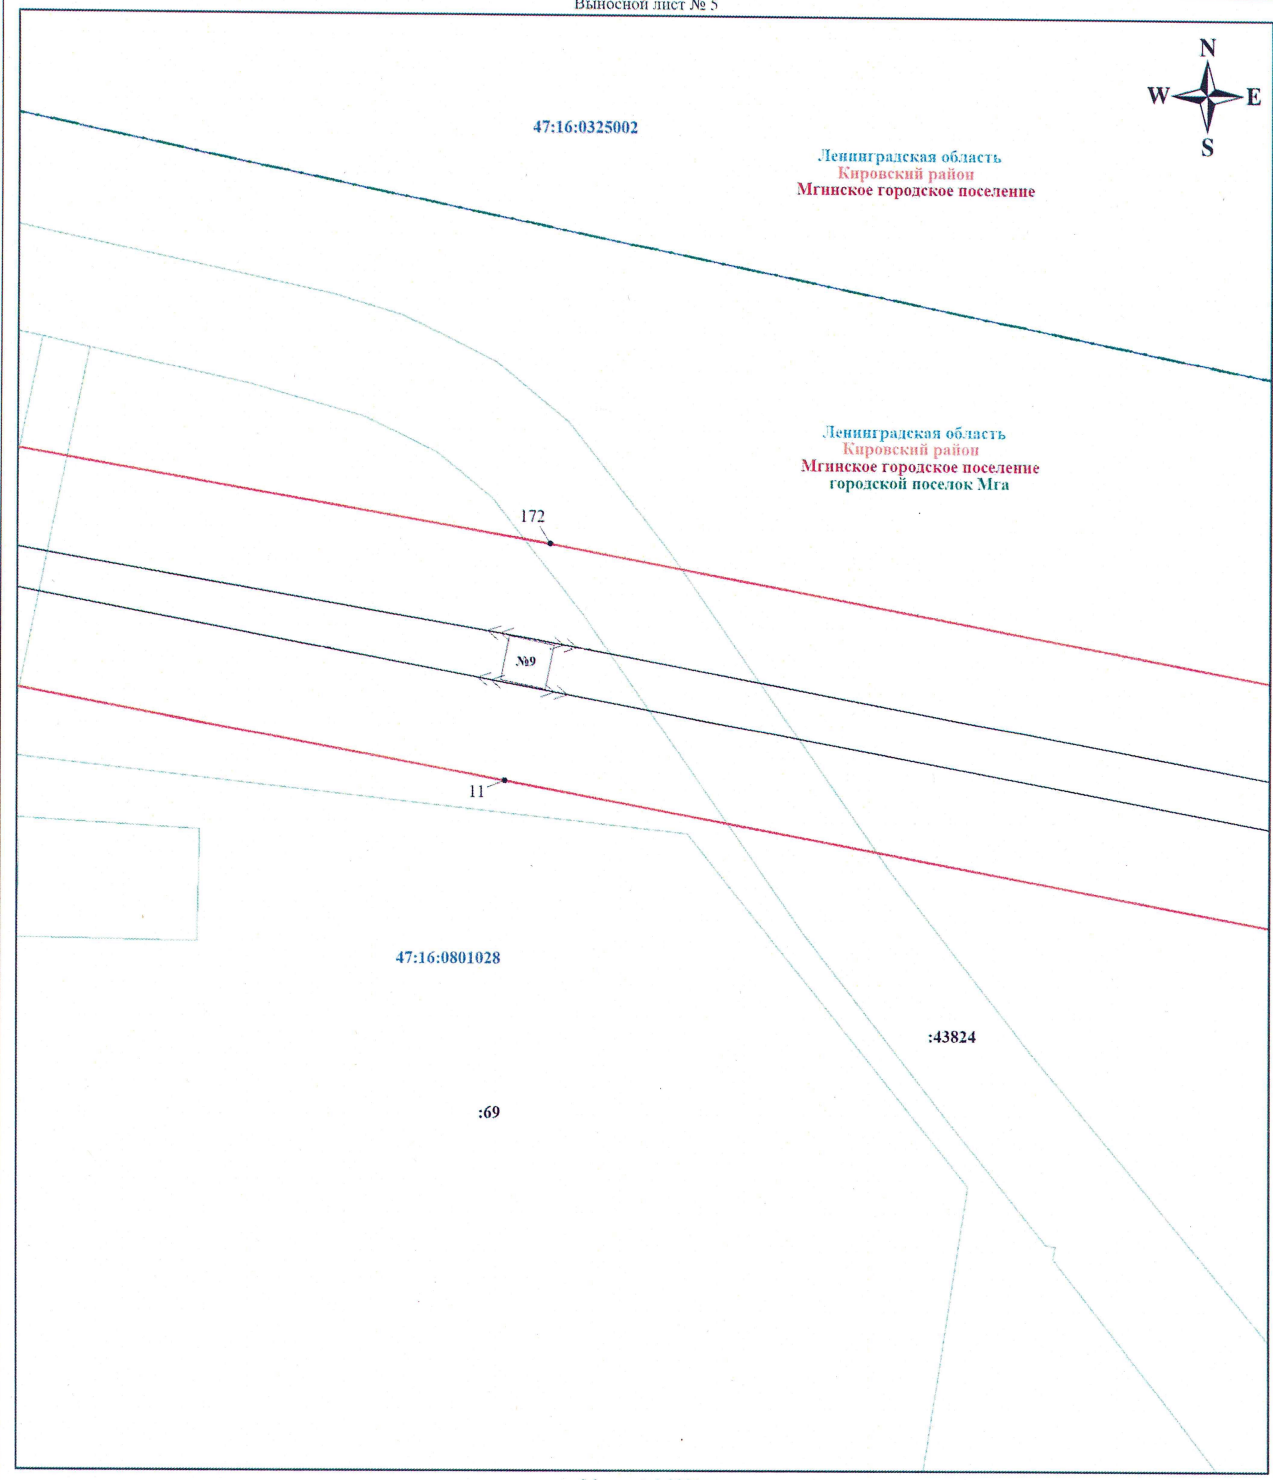 Выносной лист № 5
N
W E
S
47:16:0325002
Ленинградская область
Кировский район
Мгинское городское поселение
Ленинградская область
Кировский район
Мгинское городское поселение
городской поселок Мга
172
№9
11
47:16:0801028
:43824
:69